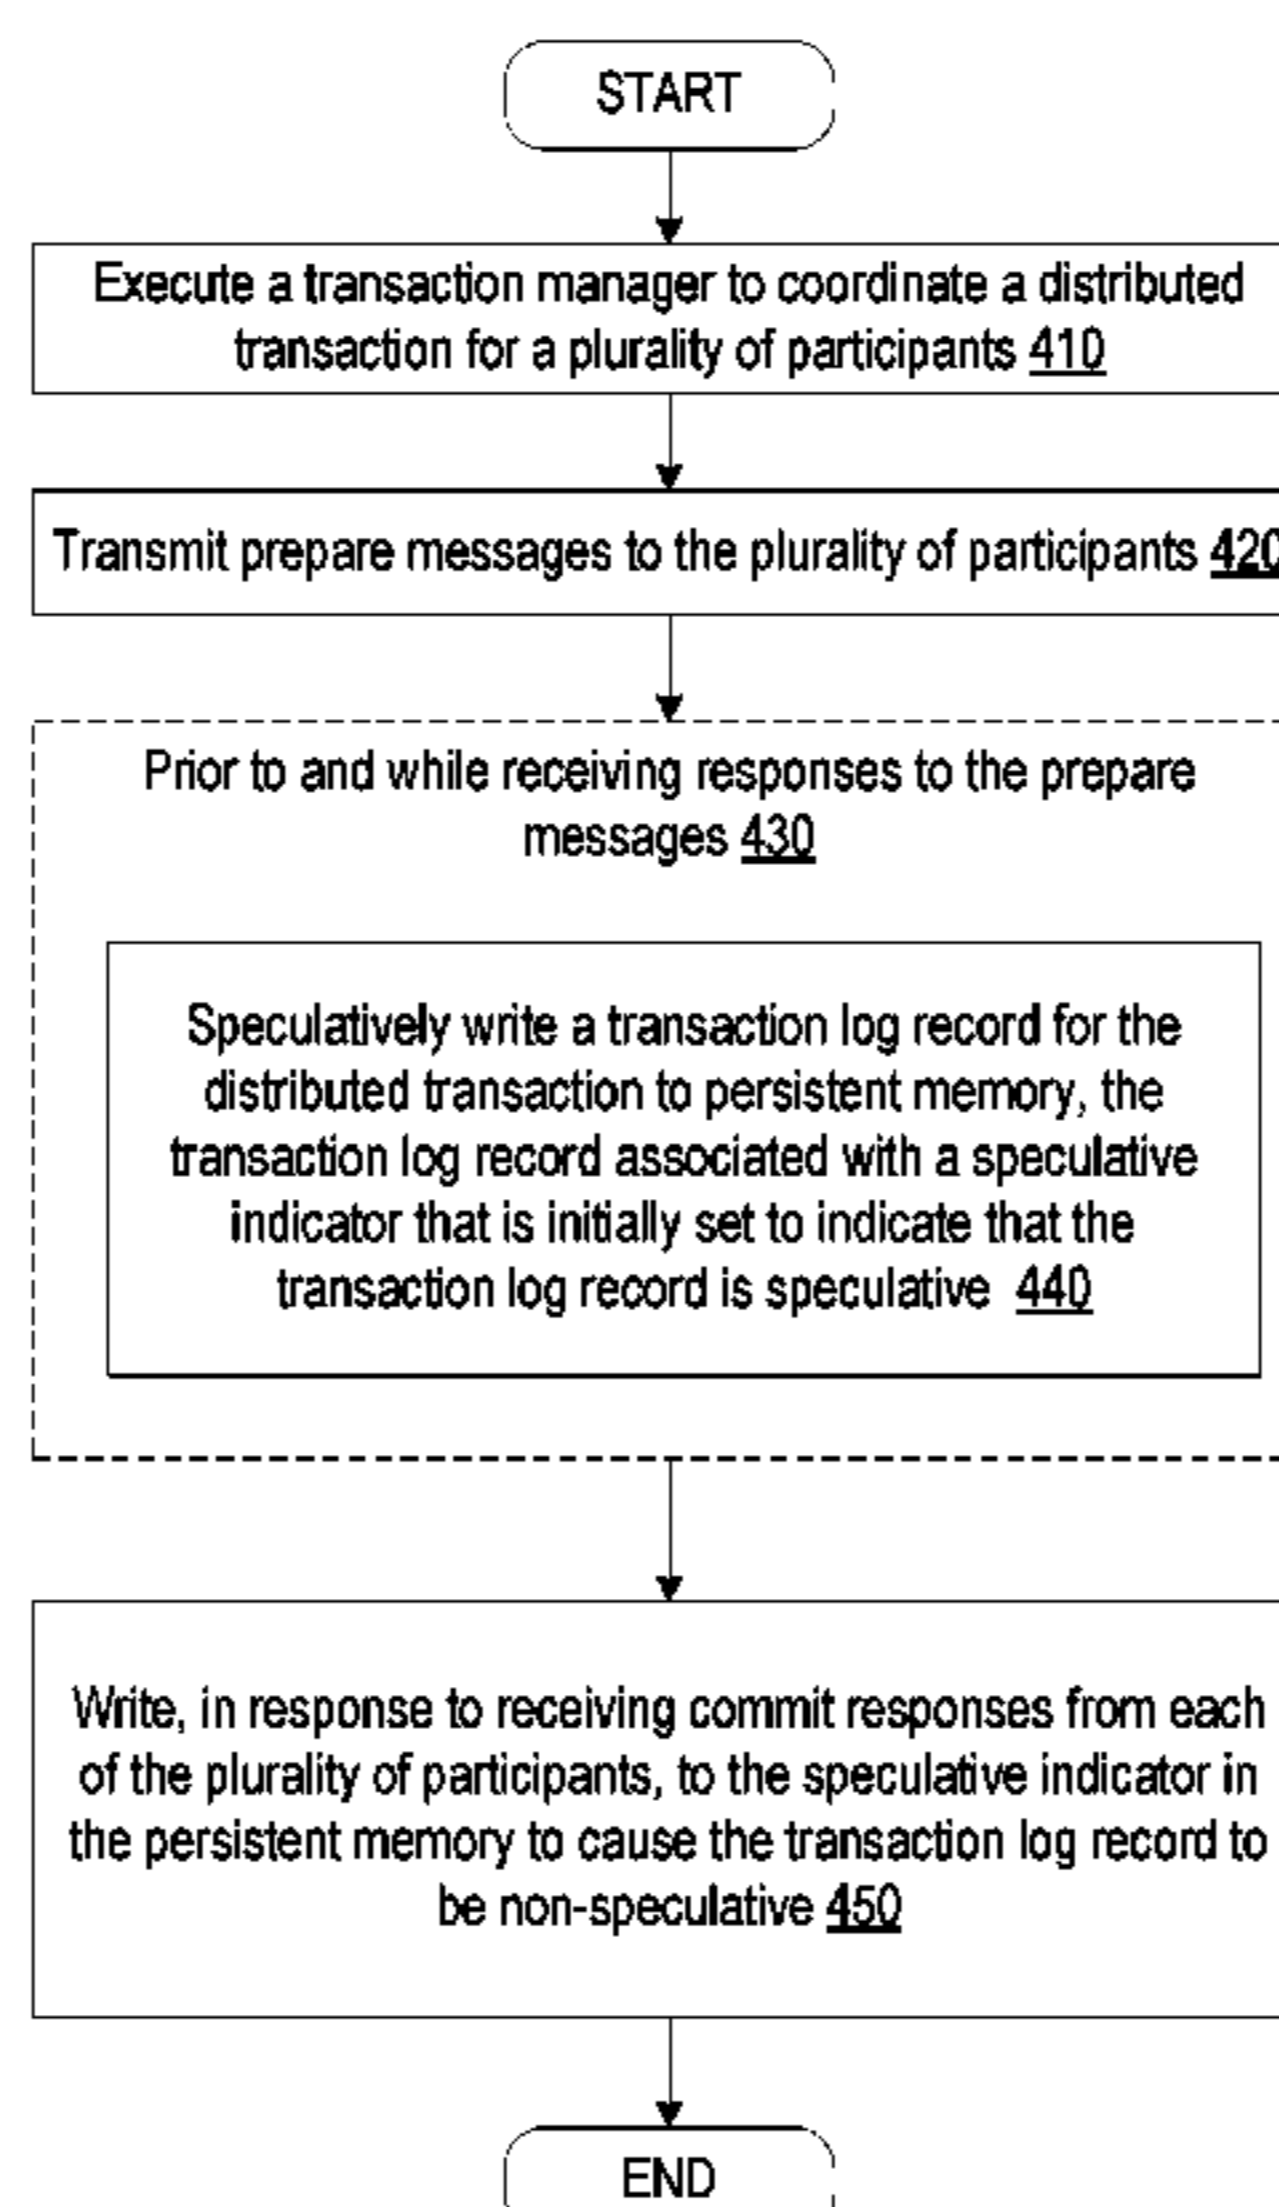 START
Execute a transaction manager to coordinate a distributed
transaction for a plurality of participants 410
Transmit prepare messages to the plurality of participants 420
Prior to and while receiving responses to the prepare
messages 430
Speculatively write a transaction log record for the
distributed transaction to persistent memory, the
transaction log record associated with a speculative
indicator that is initially set to indicate that the
transaction log record is speculative 440
Write, in response to receiving commit responses from each
of the plurality of participants, to the speculative indicator in
the persistent memory to cause the transaction log record to
be non-speculative 450
END